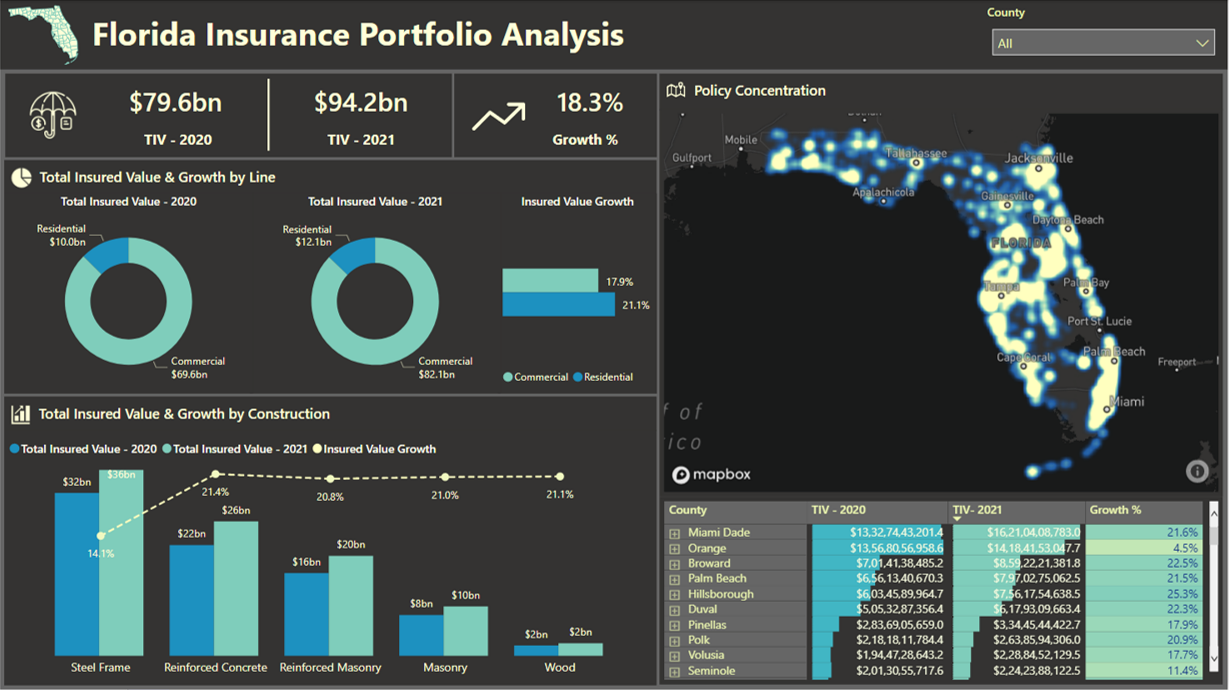 Florida Insurance Portfolio Analysis
County
All
$79.6bn
TIV - 2020
$94.2bn
TIV - 2021
18.3%
Growth %
Total Insured Value & Growth by Line
Total Insured Value - 2020
Residential
$10.0bn
Commercial
$69.6bn
Total Insured Value - 2021
Residential
$12.1bn
Commercial
$82.1bn
Insured Value Growth
17.9%
21.1%
Commercial Residential
Total Insured Value & Growth by Construction
Total Insured Value - 2020 Total Insured Value - 2021 Insured Value Growth
$32bn
$36bn
14.1%
$22bn
$26bn
21.4%
$16bn
$20bn
20.8%
$8bn
$10bn
21.0%
$2bn
$2bn
21.1%
Steel Frame Reinforced Concrete Reinforced Masonry Masonry Wood
Policy Concentration
Mobile
Gulfport
Tallahassee
Jacksonville
Apalachicola
Gainesville
Daytona Beach
FLORIDA
Tampa
Palm Bay
Port St. Lucie
Cape Coral
Palm Beach
Freeport
Miami
f of
ico
mapbox
County TIV - 2020 TIV- 2021 Growth %
Miami Dade $13,32,74,43,201.4 $16,21,04,08,783.0 21.6%
Orange $13,56,80,56,958.6 $14,18,41,53,047.7 4.5%
Broward $7,01,41,38,485.2 $8,59,22,21,381.8 22.5%
Palm Beach $6,56,13,40,670.3 $7,97,02,75,062.5 21.5%
Hillsborough $6,03,45,89,964.7 $7,56,17,54,638.5 25.3%
Duval $5,05,32,87,356.4 $6,17,93,09,663.4 22.3%
Pinellas $2,83,69,05,659.0 $3,34,45,44,422.7 17.9%
Polk $2,18,18,11,784.4 $2,63,85,94,306.0 20.9%
Volusia $1,94,47,28,643.2 $2,28,84,52,129.5 17.7%
Seminole $2,01,30,55,717.6 $2,24,23,88,122.5 11.4%